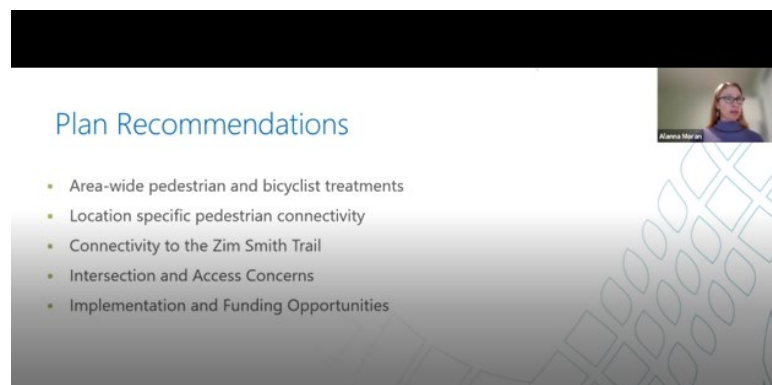 Plan Recommendations
Alanna Moran
Area-wide pedestrian and bicyclist treatments
Location specific pedestrian connectivity
Connectivity to the Zim Smith Trail
Intersection and Access Concerns
Implementation and Funding Opportunities